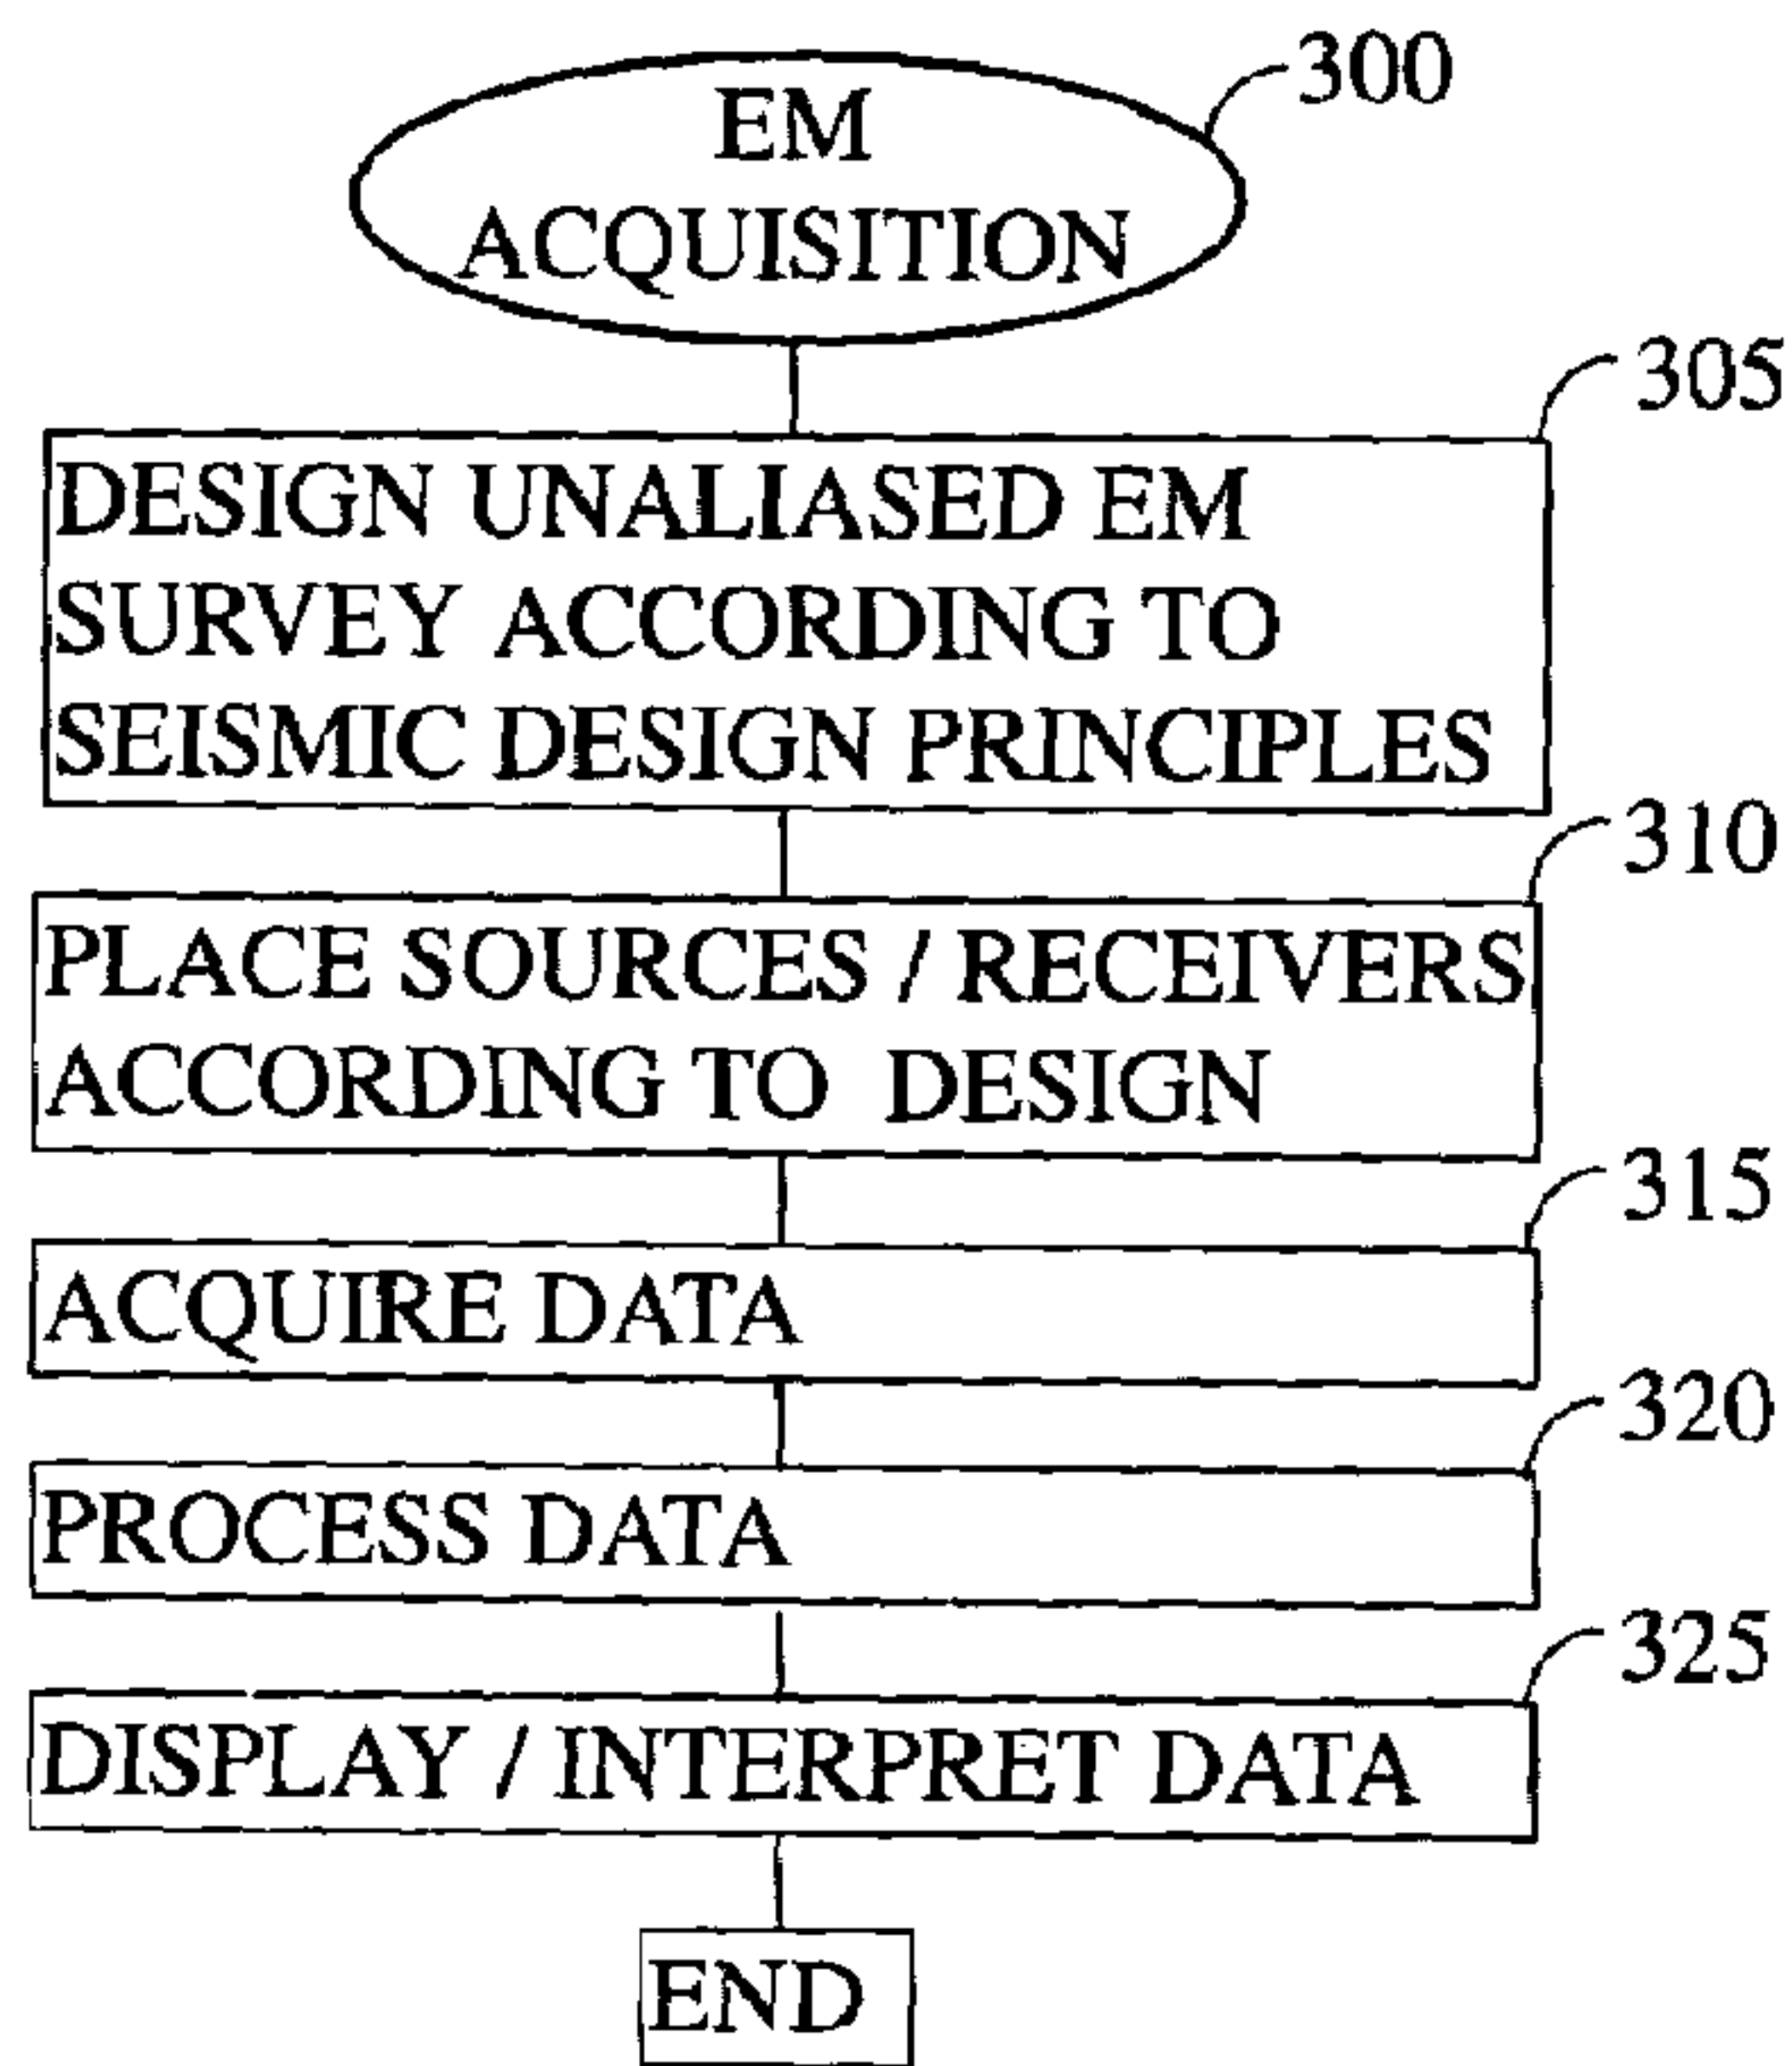 300
EM
ACQUISITION
305
DESIGN UNALIASED EM
SURVEY ACCORDING TO
SEISMIC DESIGN PRINCIPLES
310
PLACE SOURCES / RECEIVERS
ACCORDING TO DESIGN
315
ACQUIRE DATA
320
PROCESS DATA
325
DISPLAY / INTERPRET DATA
END